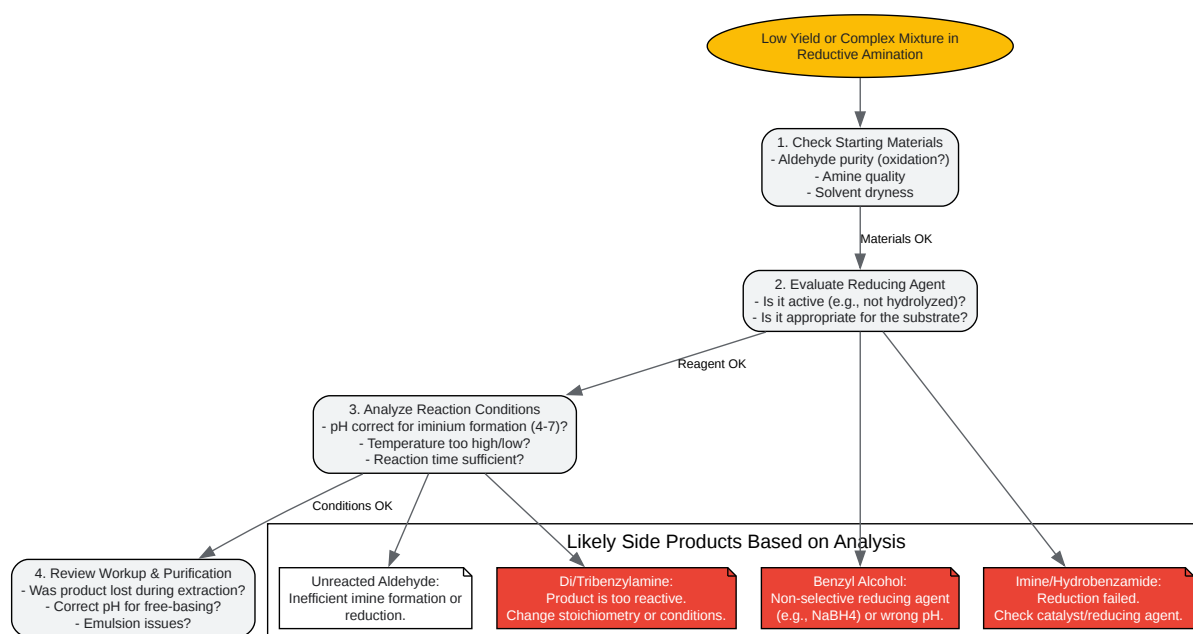 Low Yield or Complex Mixture in
Reductive Amination
1. Check Starting Materials
- Aldehyde purity (oxidation?)
- Amine quality
- Solvent dryness
Materials OK
2. Evaluate Reducing Agent
- Is it active (e.g., not hydrolyzed)?
- Is it appropriate for the substrate?
Reagent OK
3. Analyze Reaction Conditions
- pH correct for iminium formation (4-7)?
- Temperature too high/low?
- Reaction time sufficient?
Conditions OK
4. Review Workup & Purification
- Was product lost during extraction?
- Correct pH for free-basing?
- Emulsion issues?
Likely Side Products Based on Analysis
Unreacted Aldehyde:
Inefficient imine formation or
reduction.
Di/Tribenzylamine:
Product is too reactive.
Change stoichiometry or conditions.
Benzyl Alcohol:
Non-selective reducing agent
(e.g., NaBH4) or wrong pH.
Imine/Hydrobenzamide:
Reduction failed.
Check catalyst/reducing agent.